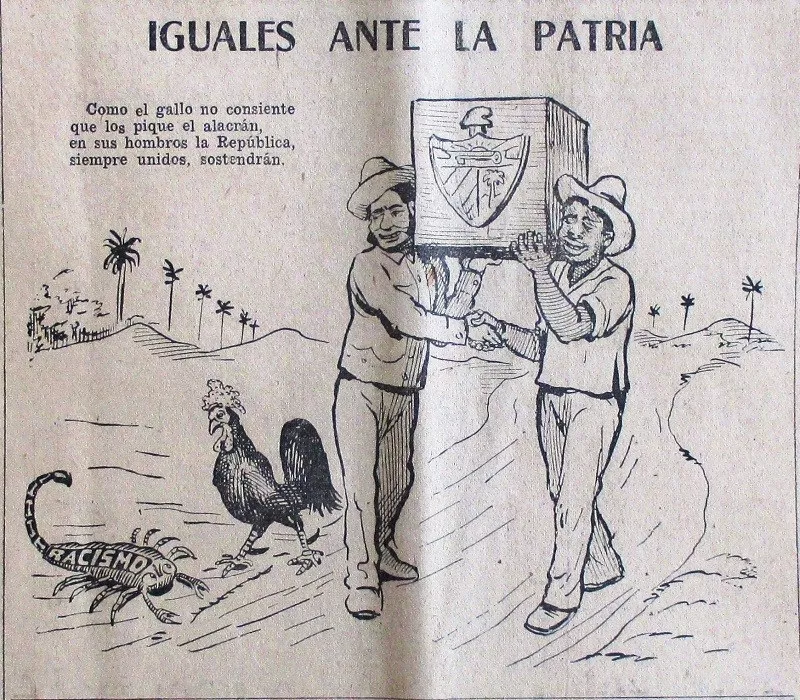 IGUALES ANTE LA PATRIA
Como el gallo no consiente
que los pique el alacrán,
en sus hombros la República,
siempre unidos, sostendrán.
RACISMO